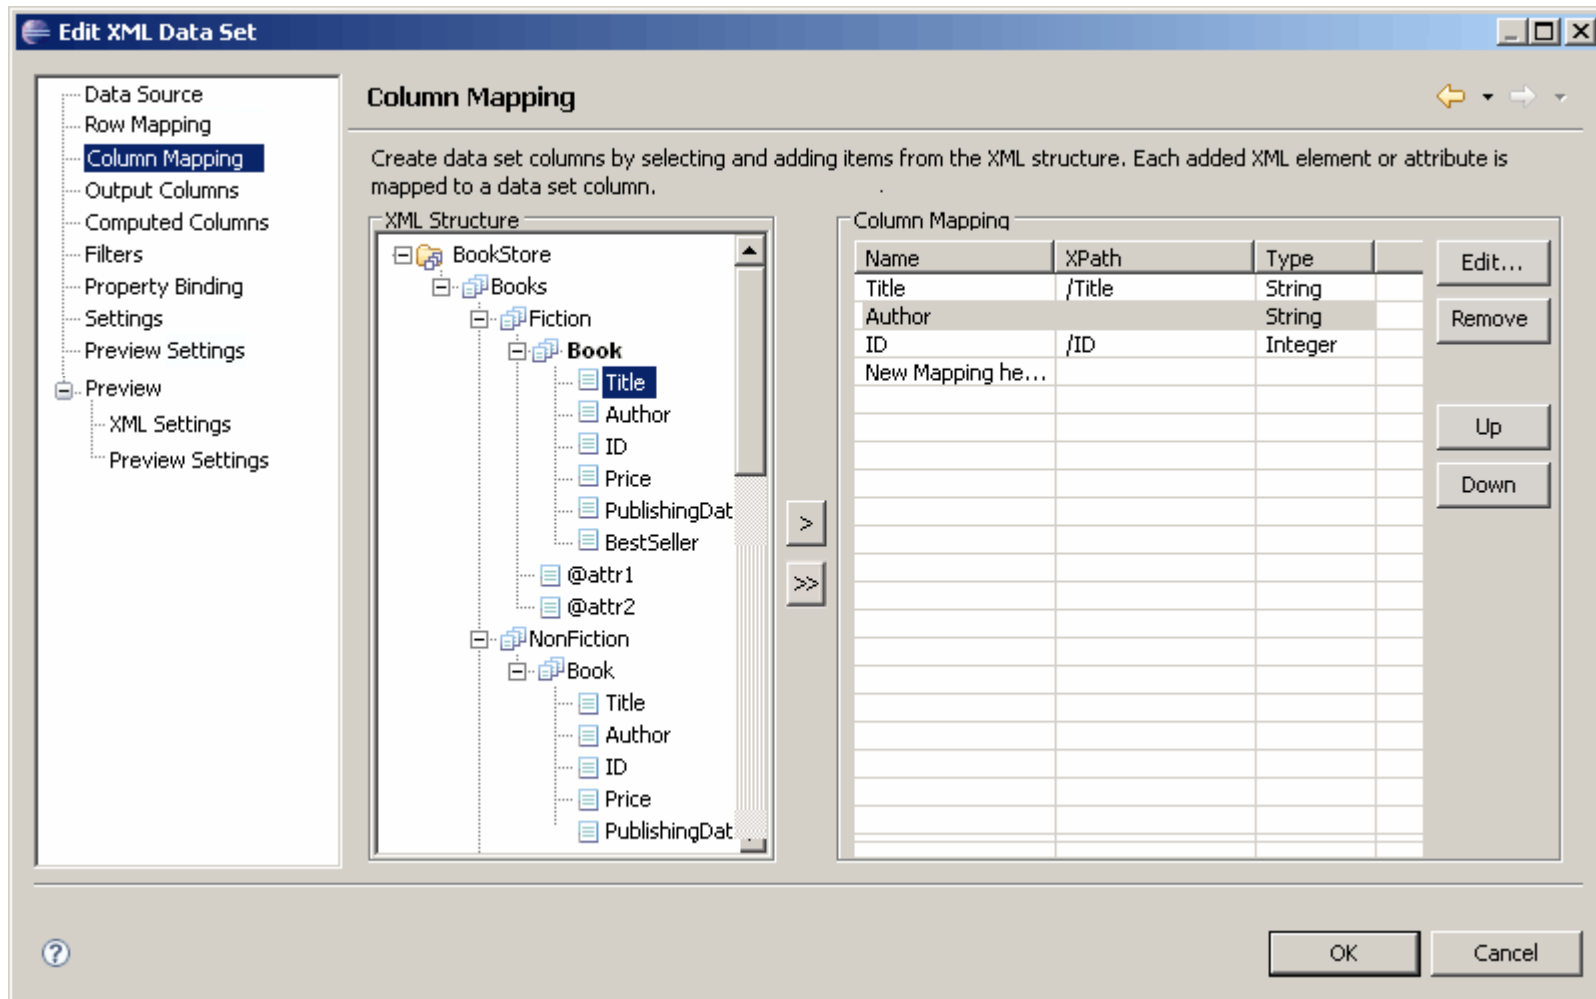 Edit XML Data Set
Data Source
Row Mapping
Column Mapping
Output Columns
Computed Columns
Filters
Property Binding
Settings
Preview Settings
Preview
XML Settings
Preview Settings
Column Mapping
Create data set columns by selecting and adding items from the XML structure. Each added XML element or attribute is
mapped to a data set column.
XML Structure
BookStore
Books
Fiction
Book
Title
Author
ID
Price
PublishingDat
BestSeller
@attr1
@attr2
NonFiction
Book
Title
Author
ID
Price
PublishingDat
>
>>
Column Mapping
Name XPath Type
Title /Title String
Author String
ID /ID Integer
New Mapping he...
Edit...
Remove
Up
Down
OK
Cancel